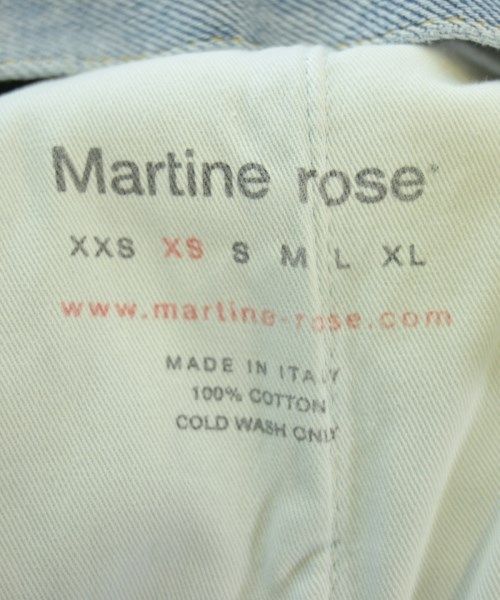 Martine rose
XXS XS S M L XL
www.martine-rose.com
MADE IN ITALY
100% COTTON
COLD WASH ONLY